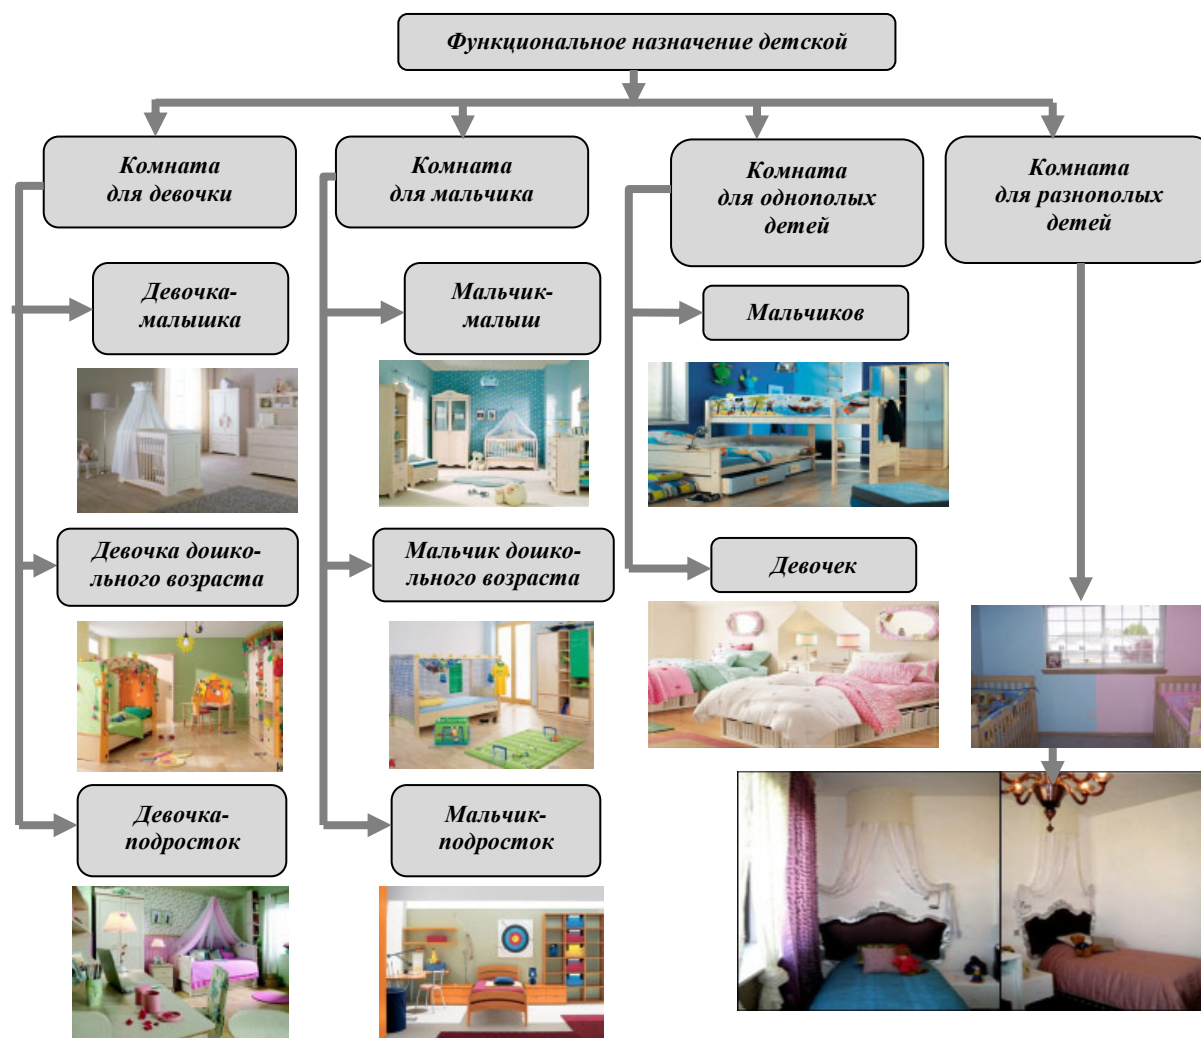 Функциональное назначение детской
Комната
для девочки
Комната
для мальчика
Комната
для однополых
детей
Комната
для разнополых
детей
Девочка-
малышка
Мальчик-
малыш
Мальчиков
Девочка дошко-
льного возраста
Мальчик дошко-
льного возраста
Девочек
Девочка-
подросток
Мальчик-
подросток